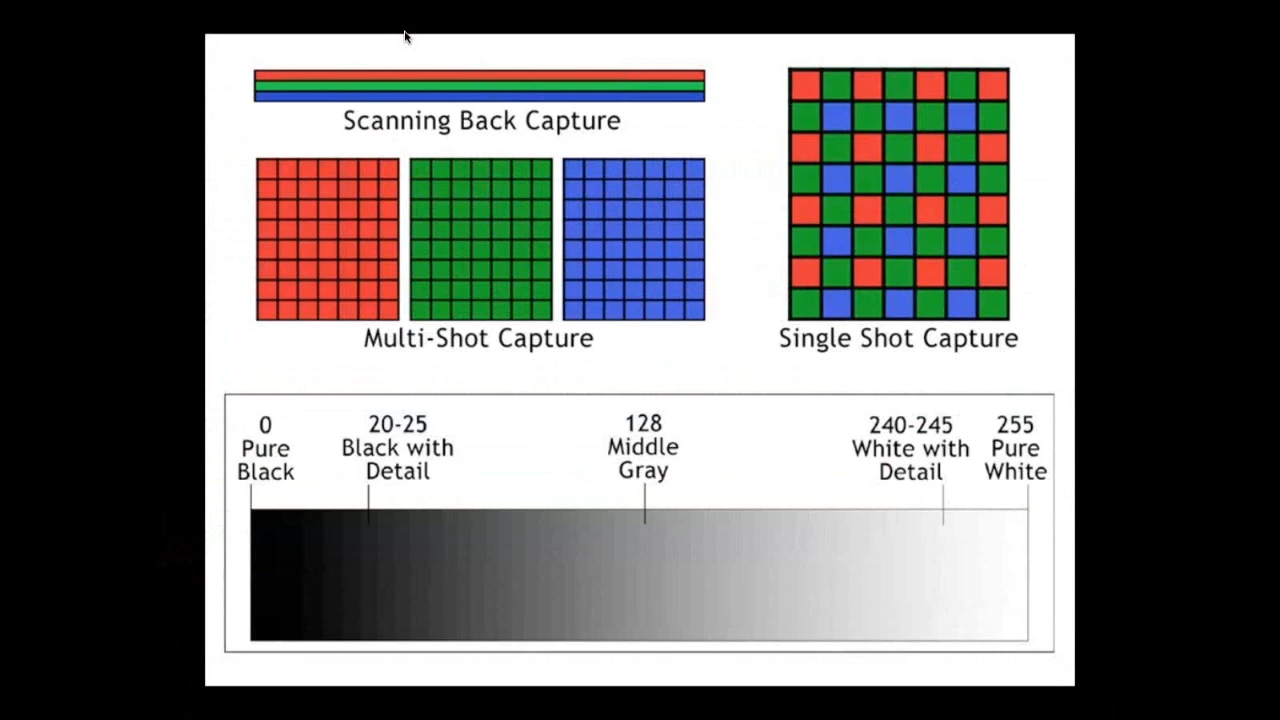 Scanning Back Capture
Multi-Shot Capture
Single Shot Capture
0
Pure
Black
20-25
Black with
Detail
128
Middle
Gray
240-245
White with
Detail
255
Pure
White